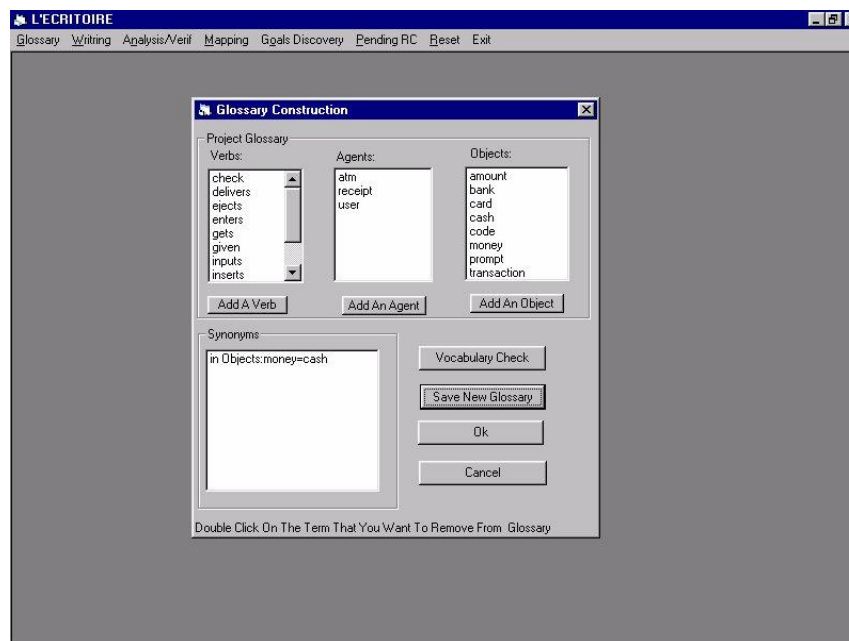 L'ECRITOIRE
Glossary Writring Analysis/Verif Mapping Goals Discovery Pending RC Reset Exit
Glossary Construction
Project Glossary
Verbs: Agents: Objects:
check atm amount
delivers receipt bank
ejects user card
enters cash
gets code
given money
inputs prompt
inserts transaction
Add A Verb Add An Agent Add An Object
Synonyms
in Objects:money=cash
Vocabulary Check
Save New Glossary
Ok
Cancel
Double Click On The Term That You Want To Remove From Glossary